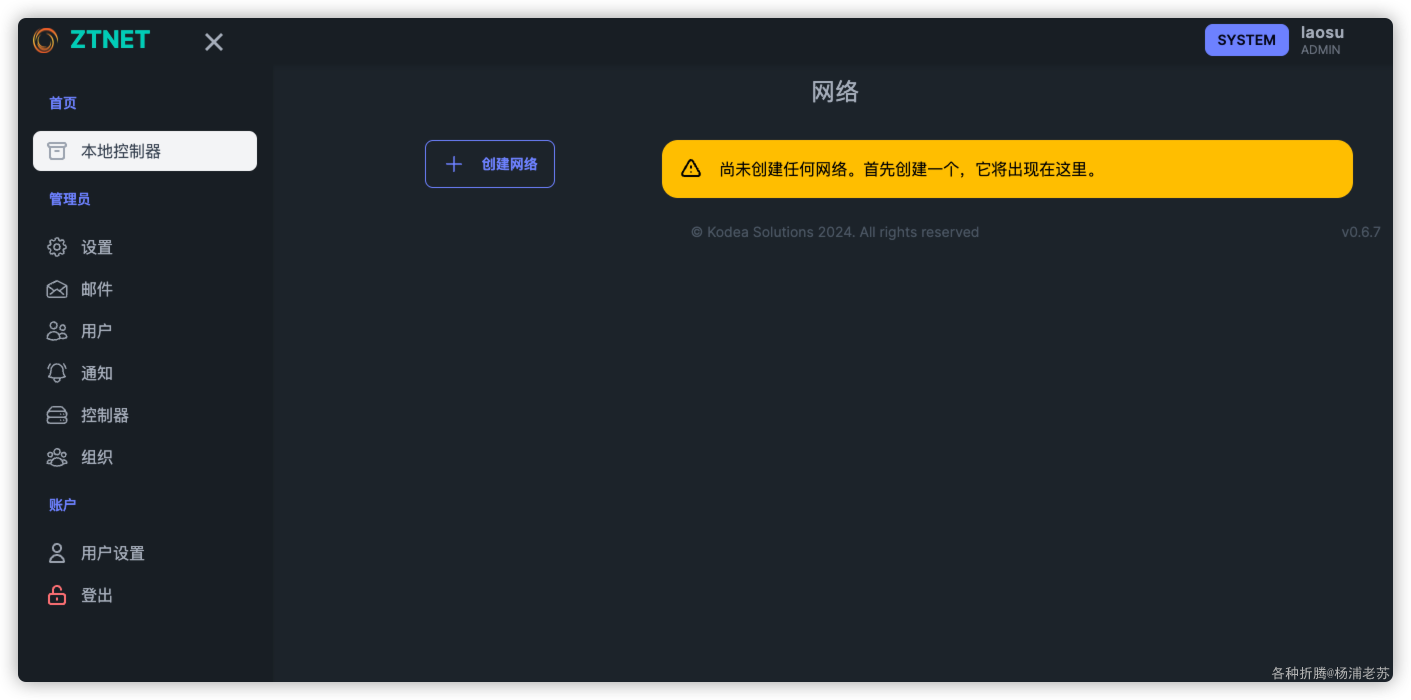 ZTNET
SYSTEM
laosu
ADMIN
首页
本地控制器
管理员
设置
邮件
用户
通知
控制器
组织
账户
用户设置
登出
网络
创建网络
尚未创建任何网络。首先创建一个，它将出现在这里。
© Kodea Solutions 2024. All rights reserved
v0.6.7
各种折腾@杨浦老苏